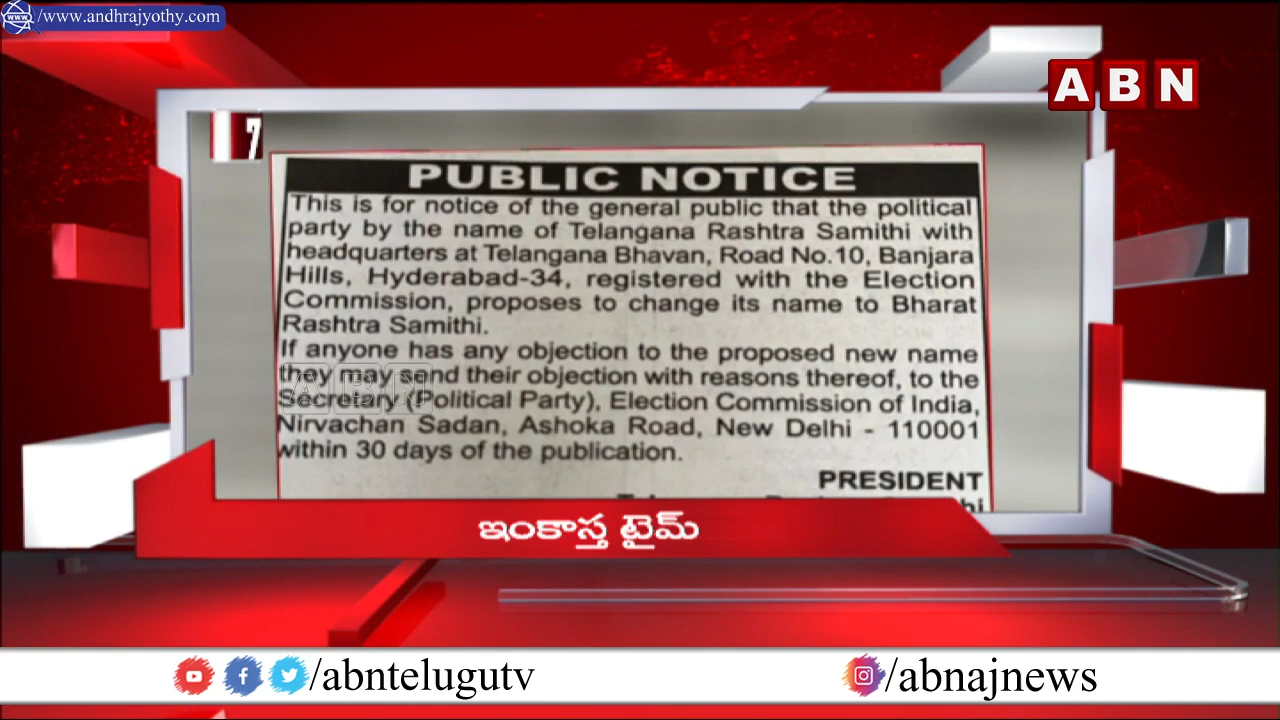 //www.andhrajyothy.com
ABN
7
PUBLIC NOTICE
This is for notice of the general public that the political
party by the name of Telangana Rashtra Samithi with
headquarters at Telangana Bhavan, Road No.10, Banjara
Hills, Hyderabad-34, registered with the Election
Commission, proposes to change its name to Bharat
Rashtra Samithi.
If anyone has any objection to the proposed new name
they may send their objection with reasons thereof, to the
Secretary (Political Party), Election Commission of India,
Nirvachan Sadan, Ashoka Road, New Delhi - 110001
within 30 days of the publication.
PRESIDENT
ABN
ఇంకాస్త టైమ్
/abntelugutv
/abnajnews